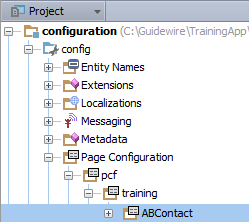 Project
configuration (C:\Guidewire\TrainingApp\
config
Entity Names
Extensions
Localizations
Messaging
Metadata
Page Configuration
pcf
training
ABContact